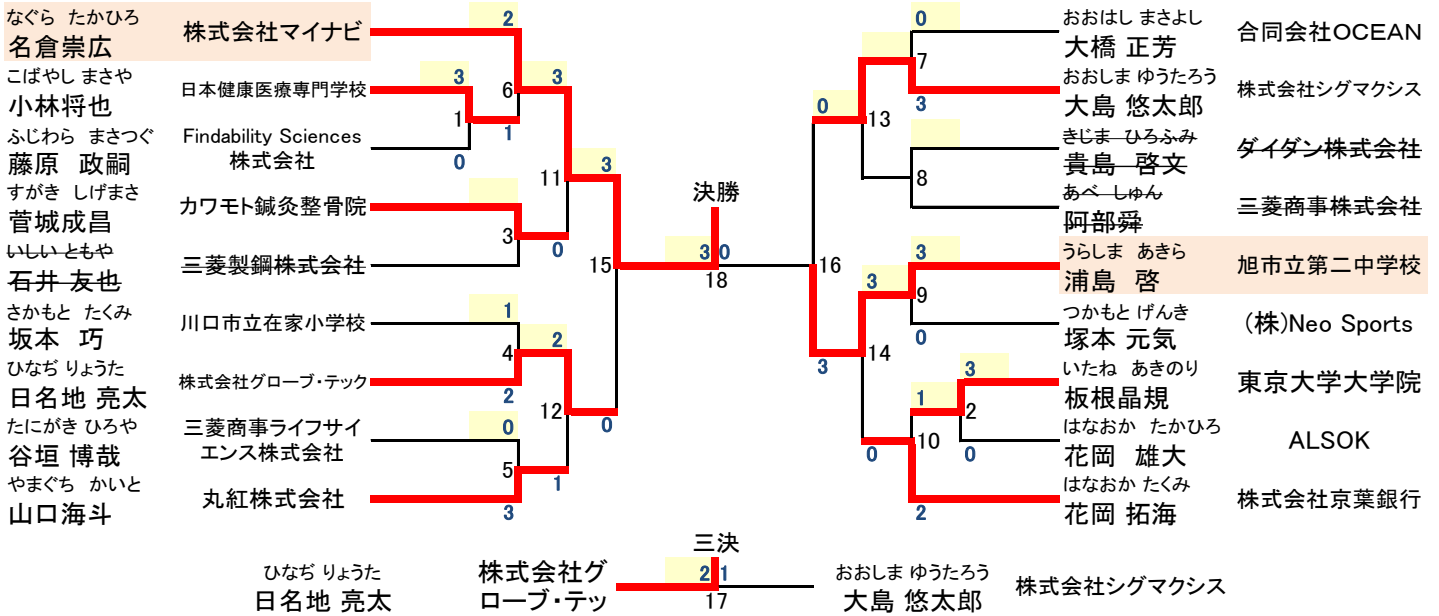 なぐら たかひろ
名倉崇広
株式会社マイナビ
こばやし まさや
小林将也
日本健康医療専門学校
ふじわら まさつぐ
藤原 政嗣
Findability Sciences
株式会社
すがき しげまさ
菅城成昌
カワモト鍼灸整骨院
いしい ともや
石井 友也
三菱製鋼株式会社
さかもと たくみ
坂本 巧
川口市立在家小学校
ひなぢ りょうた
日名地 亮太
株式会社グローブ・テック
たにがき ひろや
谷垣 博哉
三菱商事ライフサイ
エンス株式会社
やまぐち かいと
山口海斗
丸紅株式会社
2
3
6
1
1
0
3
11
3
0
3
15
1
4
2
2
12
0
0
5
1
3
決勝
3 0
18
0
7
3
13
0
8
16
3
3
9
0
3
14
3
2
0
1
10
0
2
おおはし まさよし
大橋 正芳
合同会社OCEAN
おおしま ゆうたろう
大島 悠太郎
株式会社シグマクシス
きじま ひろふみ
貴島 啓文
ダイダン株式会社
あべ しゅん
阿部舜
三菱商事株式会社
うらしま あきら
浦島 啓
旭市立第二中学校
つかもと げんき
塚本 元気
(株)Neo Sports
いたね あきのり
板根晶規
東京大学大学院
はなおか たかひろ
花岡 雄大
ALSOK
はなおか たくみ
花岡 拓海
株式会社京葉銀行
三決
ひなぢ りょうた
日名地 亮太
株式会社グ
ローブ・テッ
2 1
17
おおしま ゆうたろう
大島 悠太郎
株式会社シグマクシス